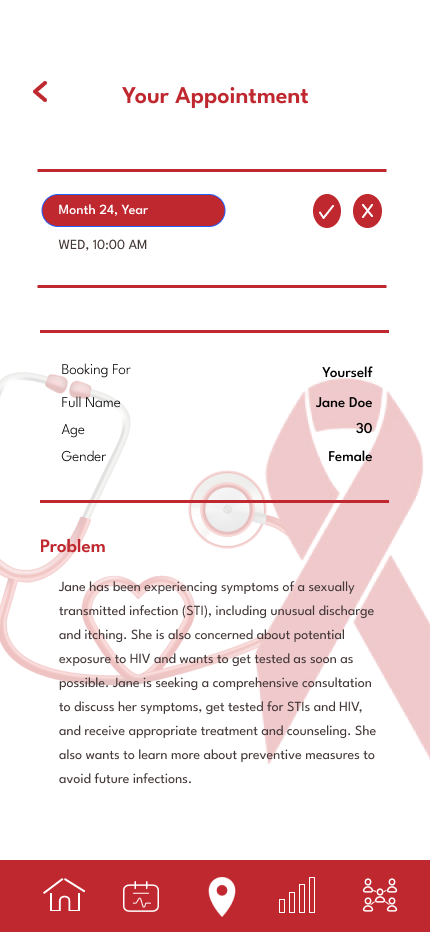 Your Appointment
Month 24, Year
WED, 10:00 AM
Booking For Yourself
Full Name Jane Doe
Age 30
Gender Female
Problem
Jane has been experiencing symptoms of a sexually
transmitted infection (STI), including unusual discharge
and itching. She is also concerned about potential
exposure to HIV and wants to get tested as soon as
possible. Jane is seeking a comprehensive consultation
to discuss her symptoms, get tested for STIs and HIV,
and receive appropriate treatment and counseling. She
also wants to learn more about preventive measures to
avoid future infections.